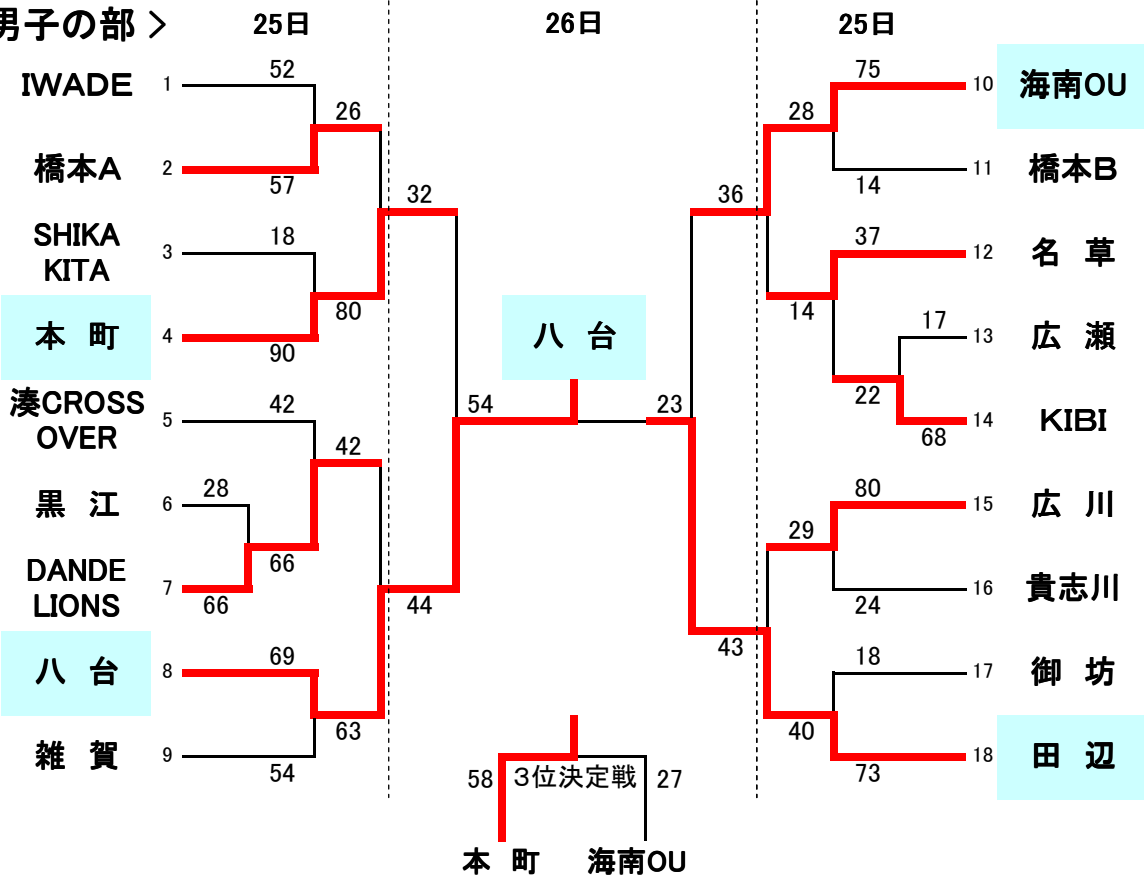 男子の部 >
25日
26日
25日
IWADE 1 52
26
橋本A 2 57
32
SHIKA
KITA 3 18
80
本 町 4 90
湊CROSS
OVER 5 42
42
黒 江 6 28
66
DANDE
LIONS 7 66
44
八 台 8 69
63
雑 賀 9 54
八 台
54 23
75 10 海南OU
28
14 11 橋本B
36
37 12 名 草
14
17 13 広 瀬
22
68 14 KIBI
80 15 広 川
29
24 16 貴志川
43
18 17 御 坊
40
73 18 田 辺
58 3位決定戦 27
本 町 海南OU